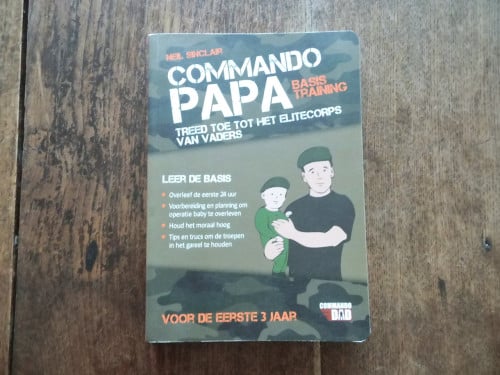 NEIL SINCLAIR
COMMANDO
PAPA
BASIS
TRAINING
TREED TOE TOT HET ELITECORPS
VAN VADERS
LEER DE BASIS
• Overleef de eerste 24 uur
• Voorbereiding en planning om
operatie baby te overleven
• Houd het moraal hoog
• Tips en trucs om de troepen
in het gareel te houden
VOOR DE EERSTE 3 JAAR
COMMANDO
DAD